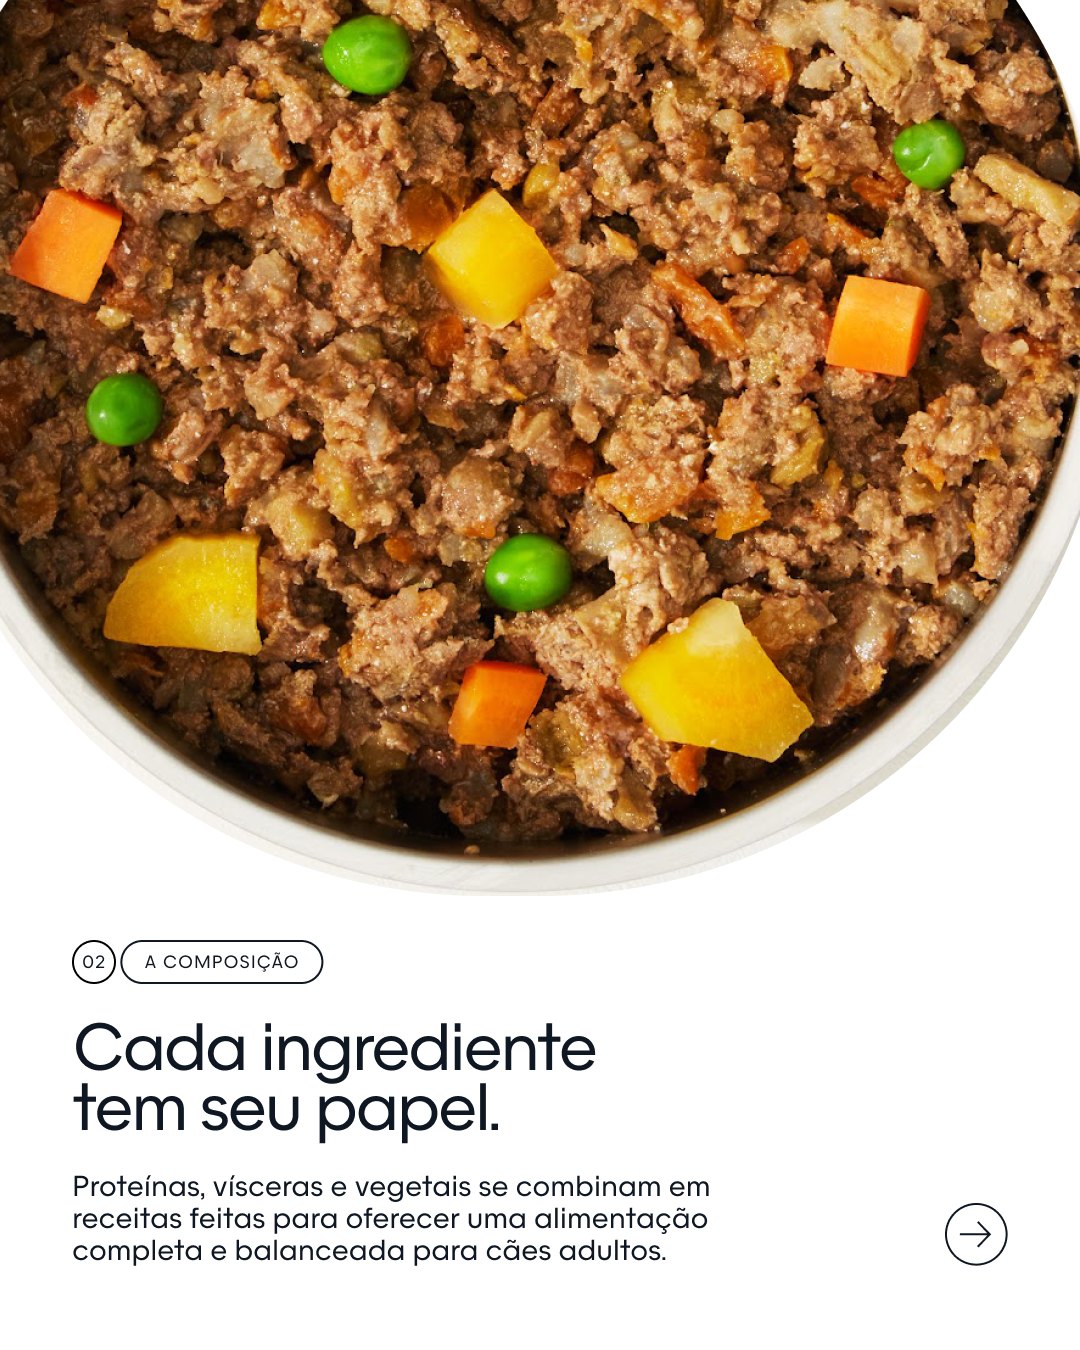 02 A COMPOSIÇÃO
Cada ingrediente
tem seu papel.
Proteínas, vísceras e vegetais se combinam em
receitas feitas para oferecer uma alimentação
completa e balanceada para cães adultos.